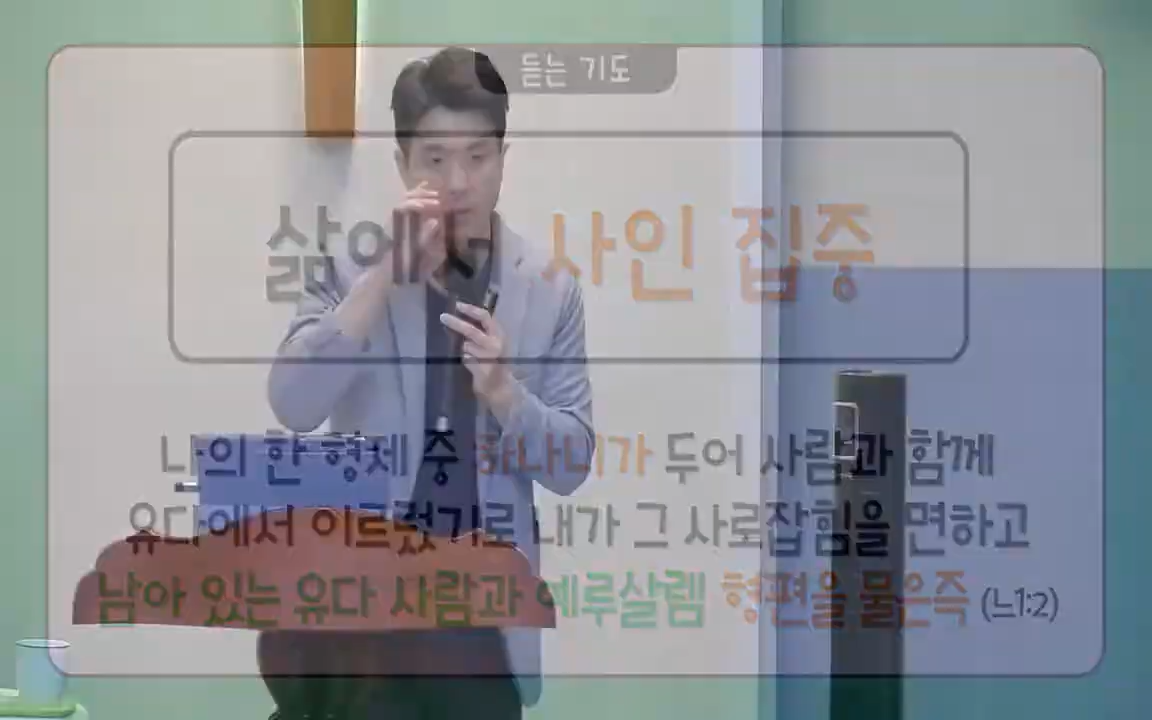 듣는 기도
삶에서 사인 집중
나의 한 형제 중 하나니가 두어 사람과 함께
유다에서 이르렀기로 내가 그 사로잡힘을 면하고
남아 있는 유다 사람과 예루살렘 형편을 물은즉 (느1:2)